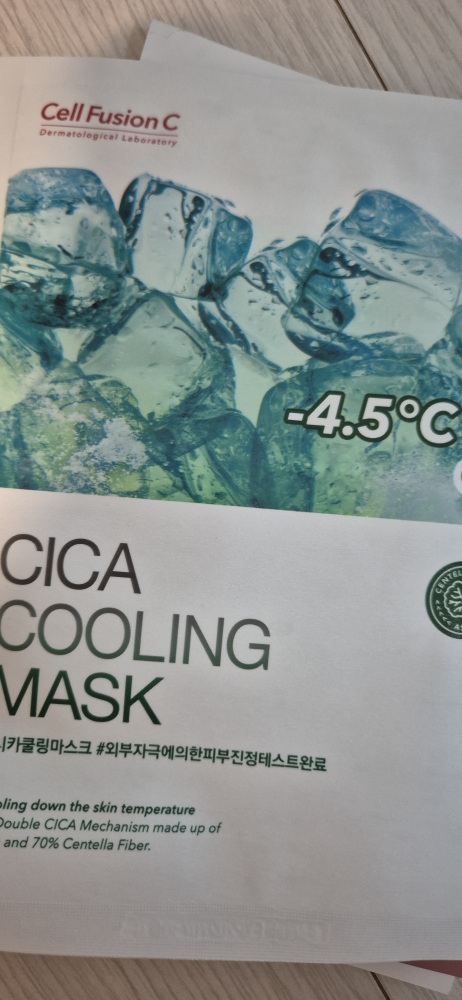 Cell Fusion C
Dermatological Laboratory
-4.5°C
CICA
COOLING
MASK
시카쿨링마스크 #외부자극에의한피부진정테스트완료
oling down the skin temperature
Double CICA Mechanism made up of
and 70% Centella Fiber.